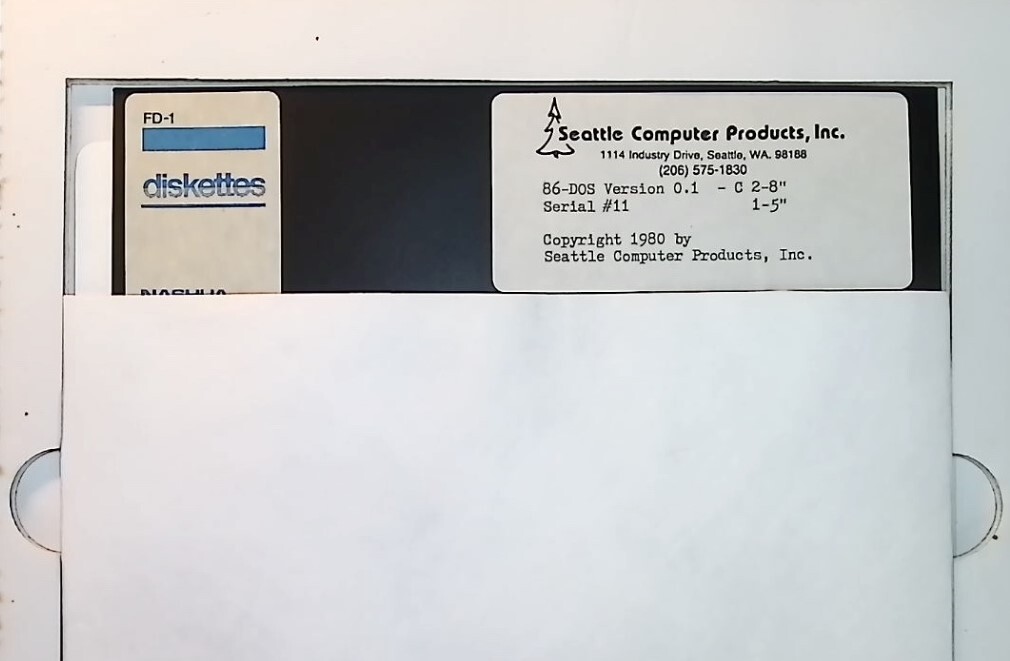 FD-1
diskettes
NASHUA
Seattle Computer Products, Inc.
1114 Industry Drive, Seattle, WA. 98188
(206) 575-1830
86-DOS Version 0.1 - C 2-8"
Serial #11 1-5"
Copyright 1980 by
Seattle Computer Products, Inc.